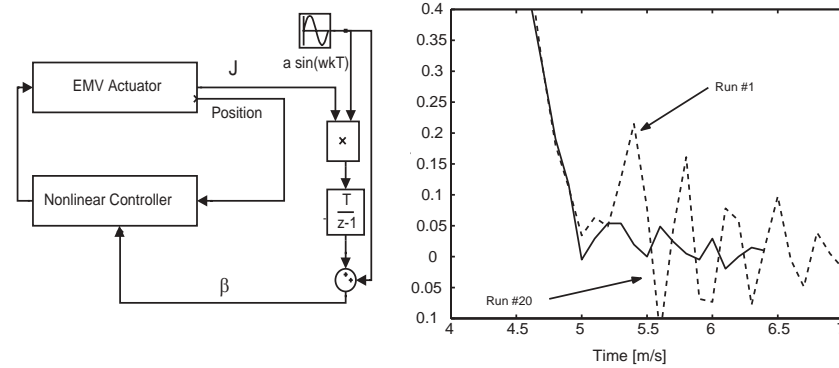 a sin(wkT)
J
EMV Actuator
Position
×
Nonlinear Controller
T
z-1
+
+
β
0.4
0.35
0.3
0.25
0.2
0.15
0.1
0.05
0
0.05
0.1
Run #1
Run #20
4
4.5
5
5.5
6
6.5
7
Time [m/s]